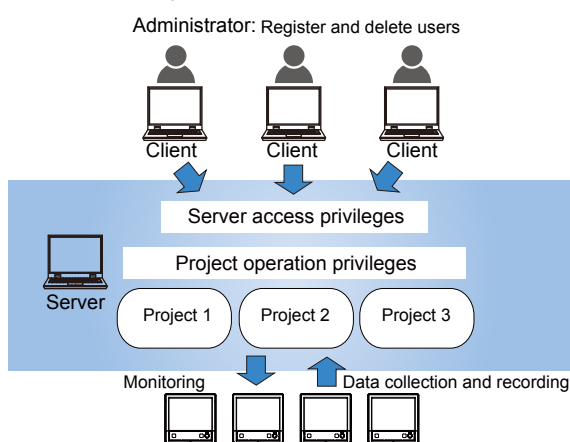 Administrator: Register and delete users
Client Client Client
Server access privileges
Project operation privileges
Server
Project 1 Project 2 Project 3
Monitoring Data collection and recording